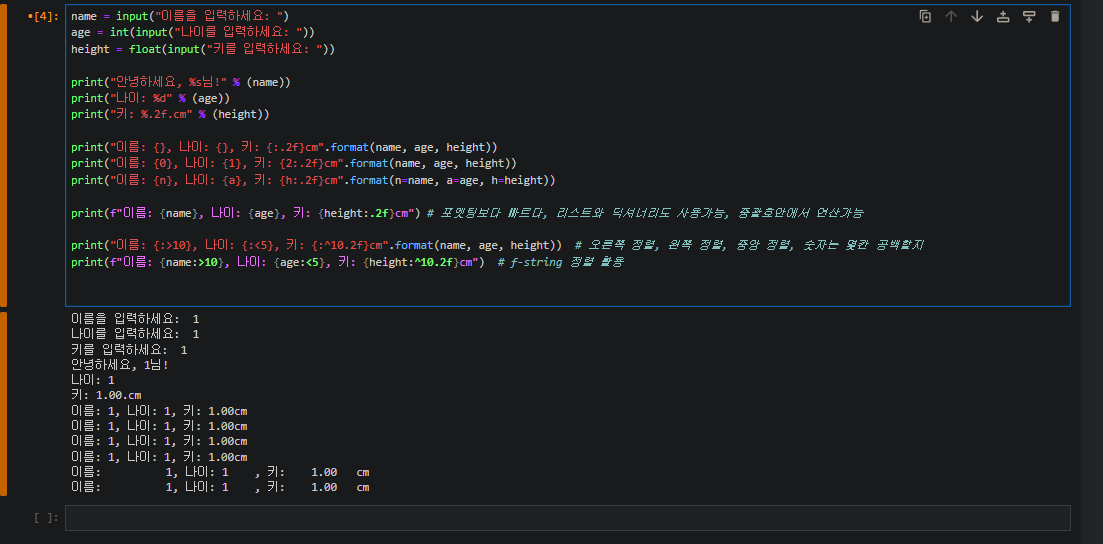 [4]: name = input("이름을 입력하세요: ")
age = int(input("나이를 입력하세요: "))
height = float(input("키를 입력하세요: "))
print("안녕하세요, %s님!" % (name))
print("나이: %d" % (age))
print("키: %.2f.cm" % (height))
print("이름: {}, 나이: {}, 키: {:.2f}cm".format(name, age, height))
print("이름: {0}, 나이: {1}, 키: {2:.2f}cm".format(name, age, height))
print("이름: {n}, 나이: {a}, 키: {h:.2f}cm".format(n=name, a=age, h=height))
print(f"이름: {name}, 나이: {age}, 키: {height:.2f}cm") # 포멧팅보다 빠르다, 리스트와 딕셔너리도 사용가능, 중괄호안에서 연산가능
print("이름: {:>10}, 나이: {:<5}, 키: {:^10.2f}cm".format(name, age, height))  # 오른쪽 정렬, 왼쪽 정렬, 중앙 정렬, 숫자는 몇칸 공백할지
print(f"이름: {name:>10}, 나이: {age:<5}, 키: {height:^10.2f}cm")  # f-string 정렬 활용
이름을 입력하세요:  1
나이를 입력하세요:  1
키를 입력하세요:  1
안녕하세요, 1님!
나이: 1
키: 1.00.cm
이름: 1, 나이: 1, 키: 1.00cm
이름: 1, 나이: 1, 키: 1.00cm
이름: 1, 나이: 1, 키: 1.00cm
이름: 1, 나이: 1, 키: 1.00cm
이름:          1, 나이: 1    , 키:    1.00   cm
이름:          1, 나이: 1    , 키:    1.00   cm
[ ]: